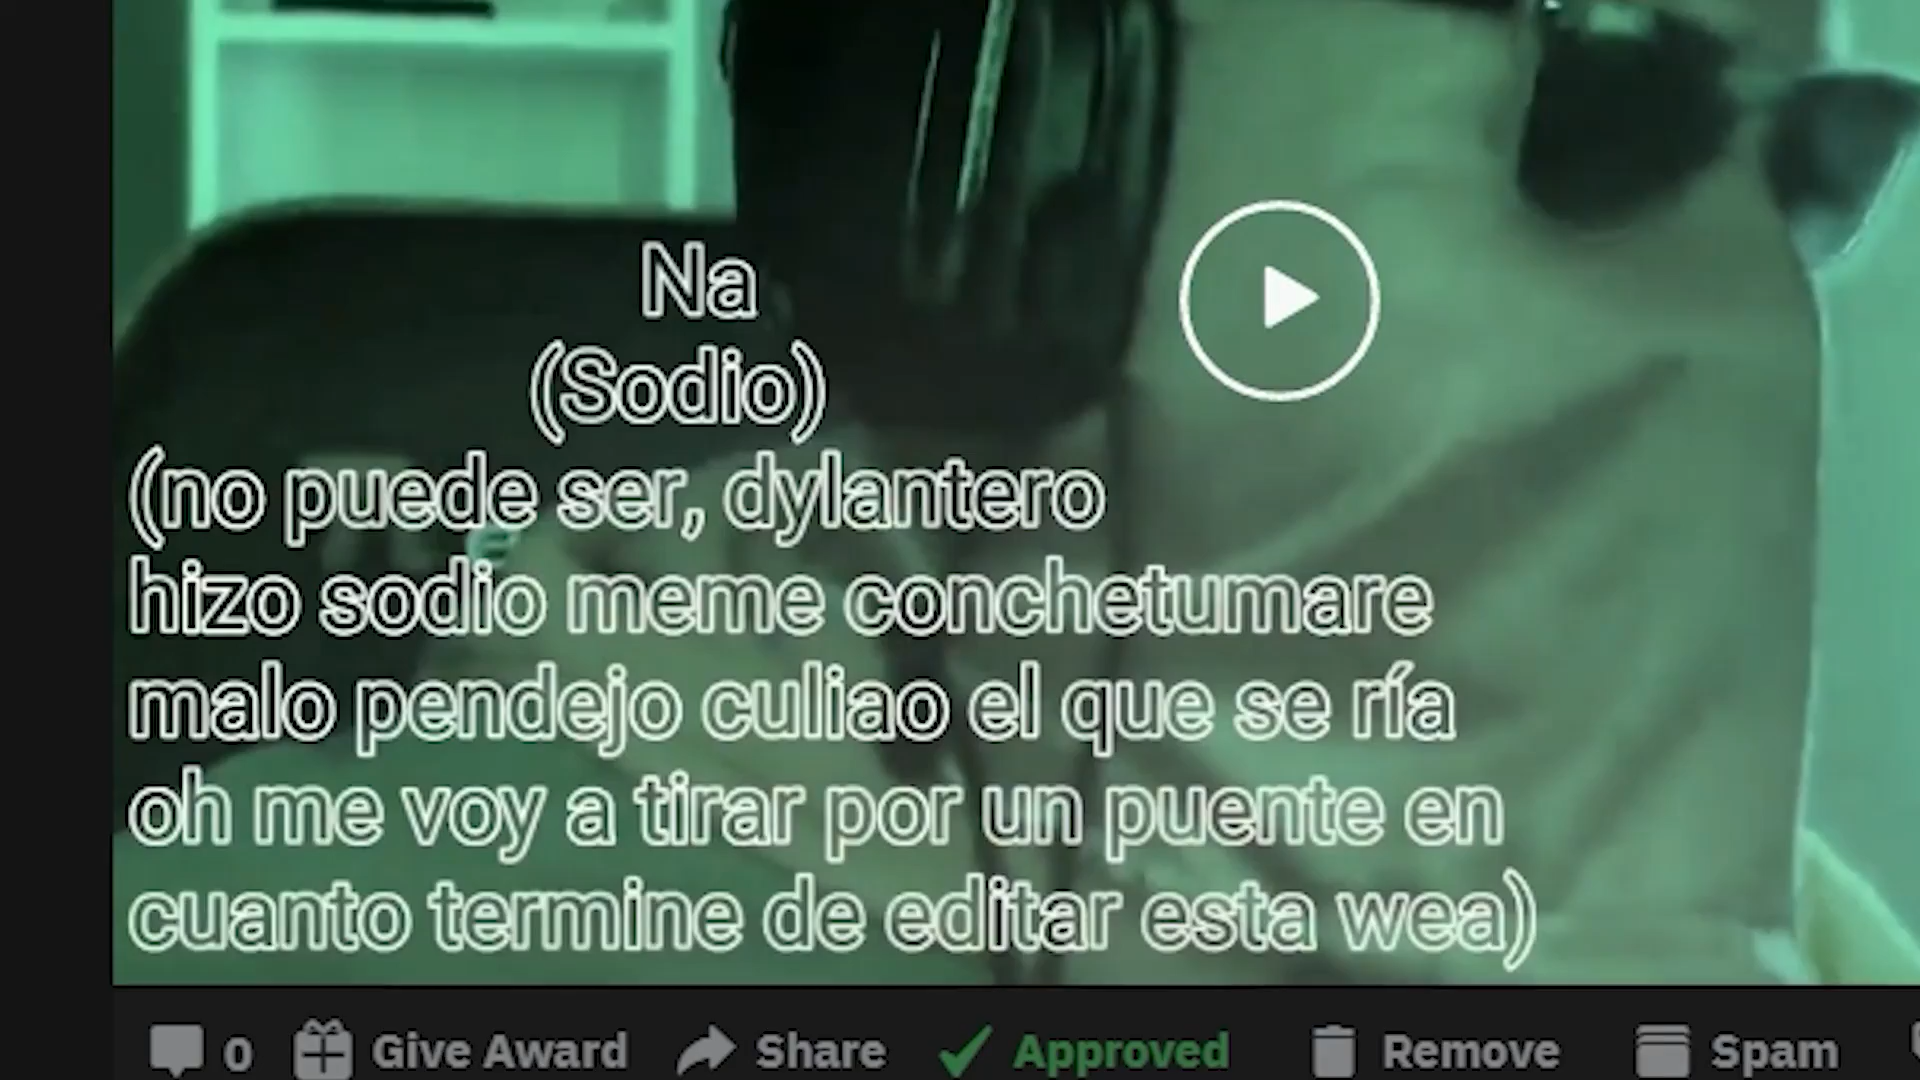 Na
(Sodio)
(no puede ser, dylantero
hizo sodio meme conchetumare
malo pendejo culiao el que se ría
oh me voy a tirar por un puente en
cuanto termine de editar esta wea)
0 Give Award Share Approved Remove Spam